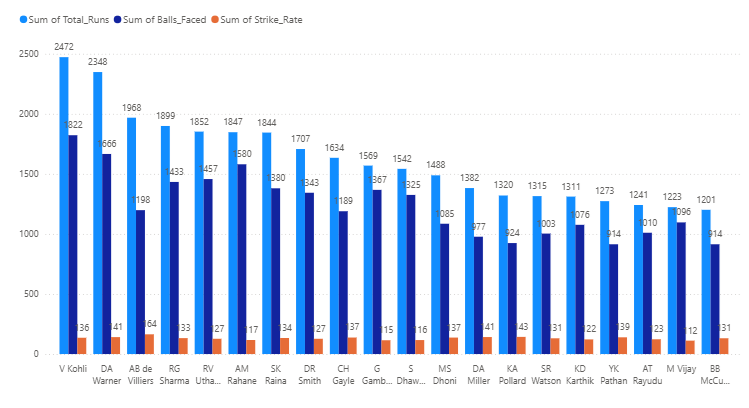 Sum of Total_Runs Sum of Balls_Faced Sum of Strike_Rate
2500
2000
1500
1000
500
0
2472 1822 136
2348 1666 141
1968 1198 164
1899 1433 133
1852 1457 127
1847 1580 117
1844 1380 134
1707 1343 127
1634 1189 137
1569 1367 115
1542 1325 116
1488 1085 137
1382 977 141
1320 924 143
1315 1003 131
1311 1076 122
1273 914 139
1241 1010 123
1223 1096 112
1201 914 131
V Kohli
DA
Warner
AB de
Villiers
RG
Sharma
RV
Utha...
AM
Rahane
SK
Raina
DR
Smith
CH
Gayle
G
Gamb...
S
Dhaw...
MS
Dhoni
DA
Miller
KA
Pollard
SR
Watson
KD
Karthik
YK
Pathan
AT
Rayudu
M Vijay
BB
McCu...